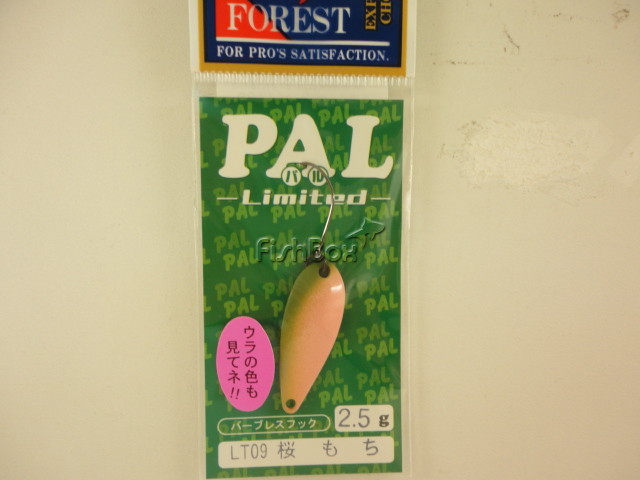 FOREST
FOR PRO'S SATISFACTION.
PAL
パル
Limited
FishBox
ウラの色も
見てネ!!
バーブレスフック
2.5g
LT09 桜もち